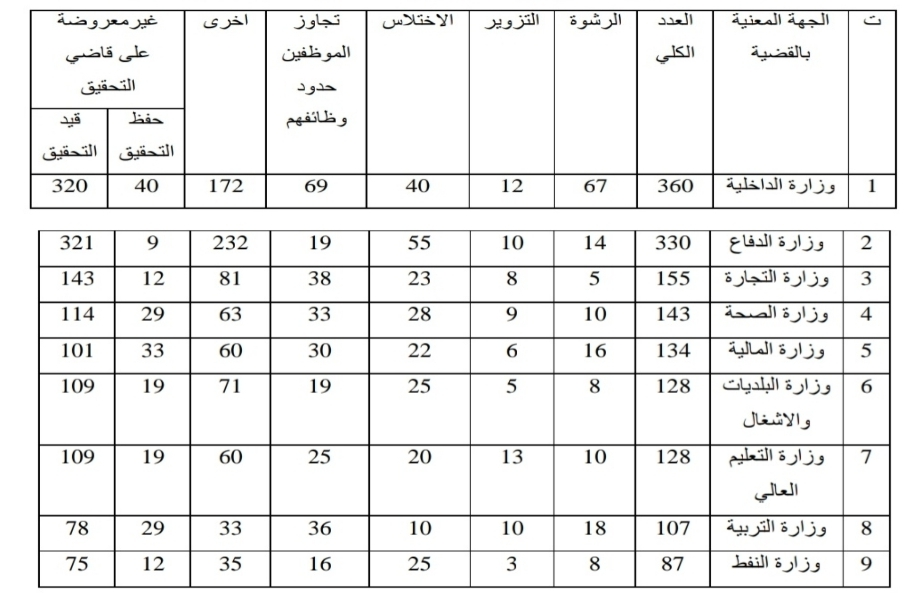 ت الجهة المعنية بالقضية العدد الكلي الرشوة التزوير الاختلاس تجاوز الموظفين حدود وظائفهم اخرى غيرمعروضة على قاضي التحقيق
حفظ التحقيق قيد التحقيق
1 وزارة الداخلية 360 67 12 40 69 172 40 320
2 وزارة الدفاع 330 14 10 55 19 232 9 321
3 وزارة التجارة 155 5 8 23 38 81 12 143
4 وزارة الصحة 143 10 9 28 33 63 29 114
5 وزارة المالية 134 16 6 22 30 60 33 101
6 وزارة البلديات والاشغال 128 8 5 25 19 71 19 109
7 وزارة التعليم العالي 128 10 13 20 25 60 19 109
8 وزارة التربية 107 18 10 10 36 33 29 78
9 وزارة النفط 87 8 3 25 16 35 12 75